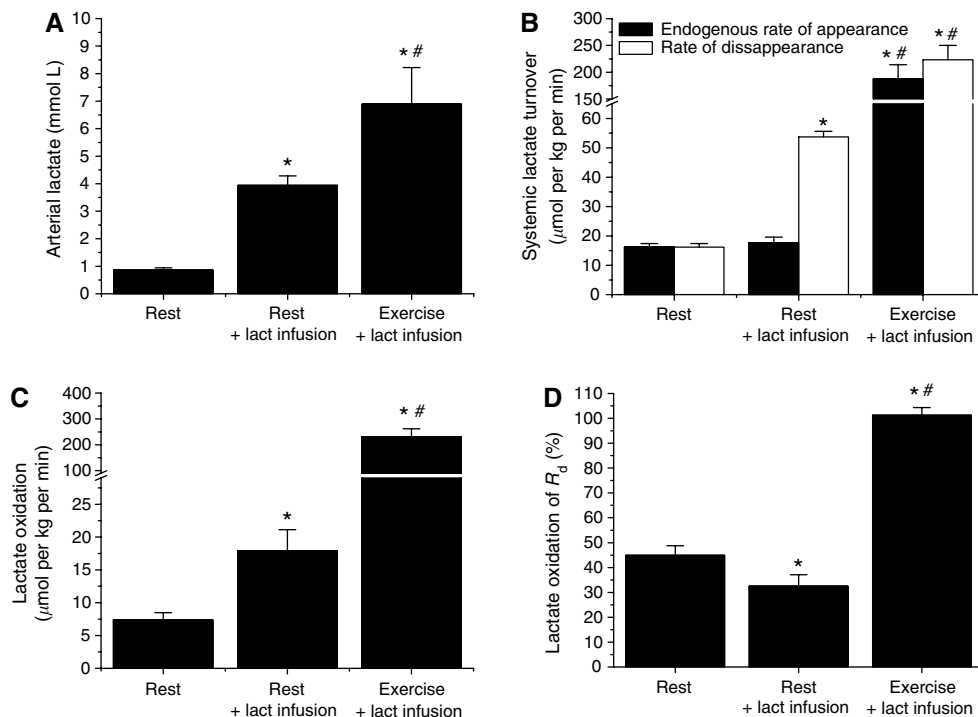 A
Arterial lactate (mmol L)
9
8
7
6
5
4
3
2
1
0
*
* #
Rest
Rest
+ lact infusion
Exercise
+ lact infusion
B
Endogenous rate of appearance
Rate of dissappearance
Systemic lactate turnover
(μmol per kg per min)
300
250
200
150
50
40
30
20
10
0
*
* #
* #
Rest
Rest
+ lact infusion
Exercise
+ lact infusion
C
Lactate oxidation
(μmol per kg per min)
400
300
200
100
25
20
15
10
5
0
*
* #
Rest
Rest
+ lact infusion
Exercise
+ lact infusion
D
Lactate oxidation of Rd (%)
110
100
90
80
70
60
50
40
30
20
10
0
*
* #
Rest
Rest
+ lact infusion
Exercise
+ lact infusion